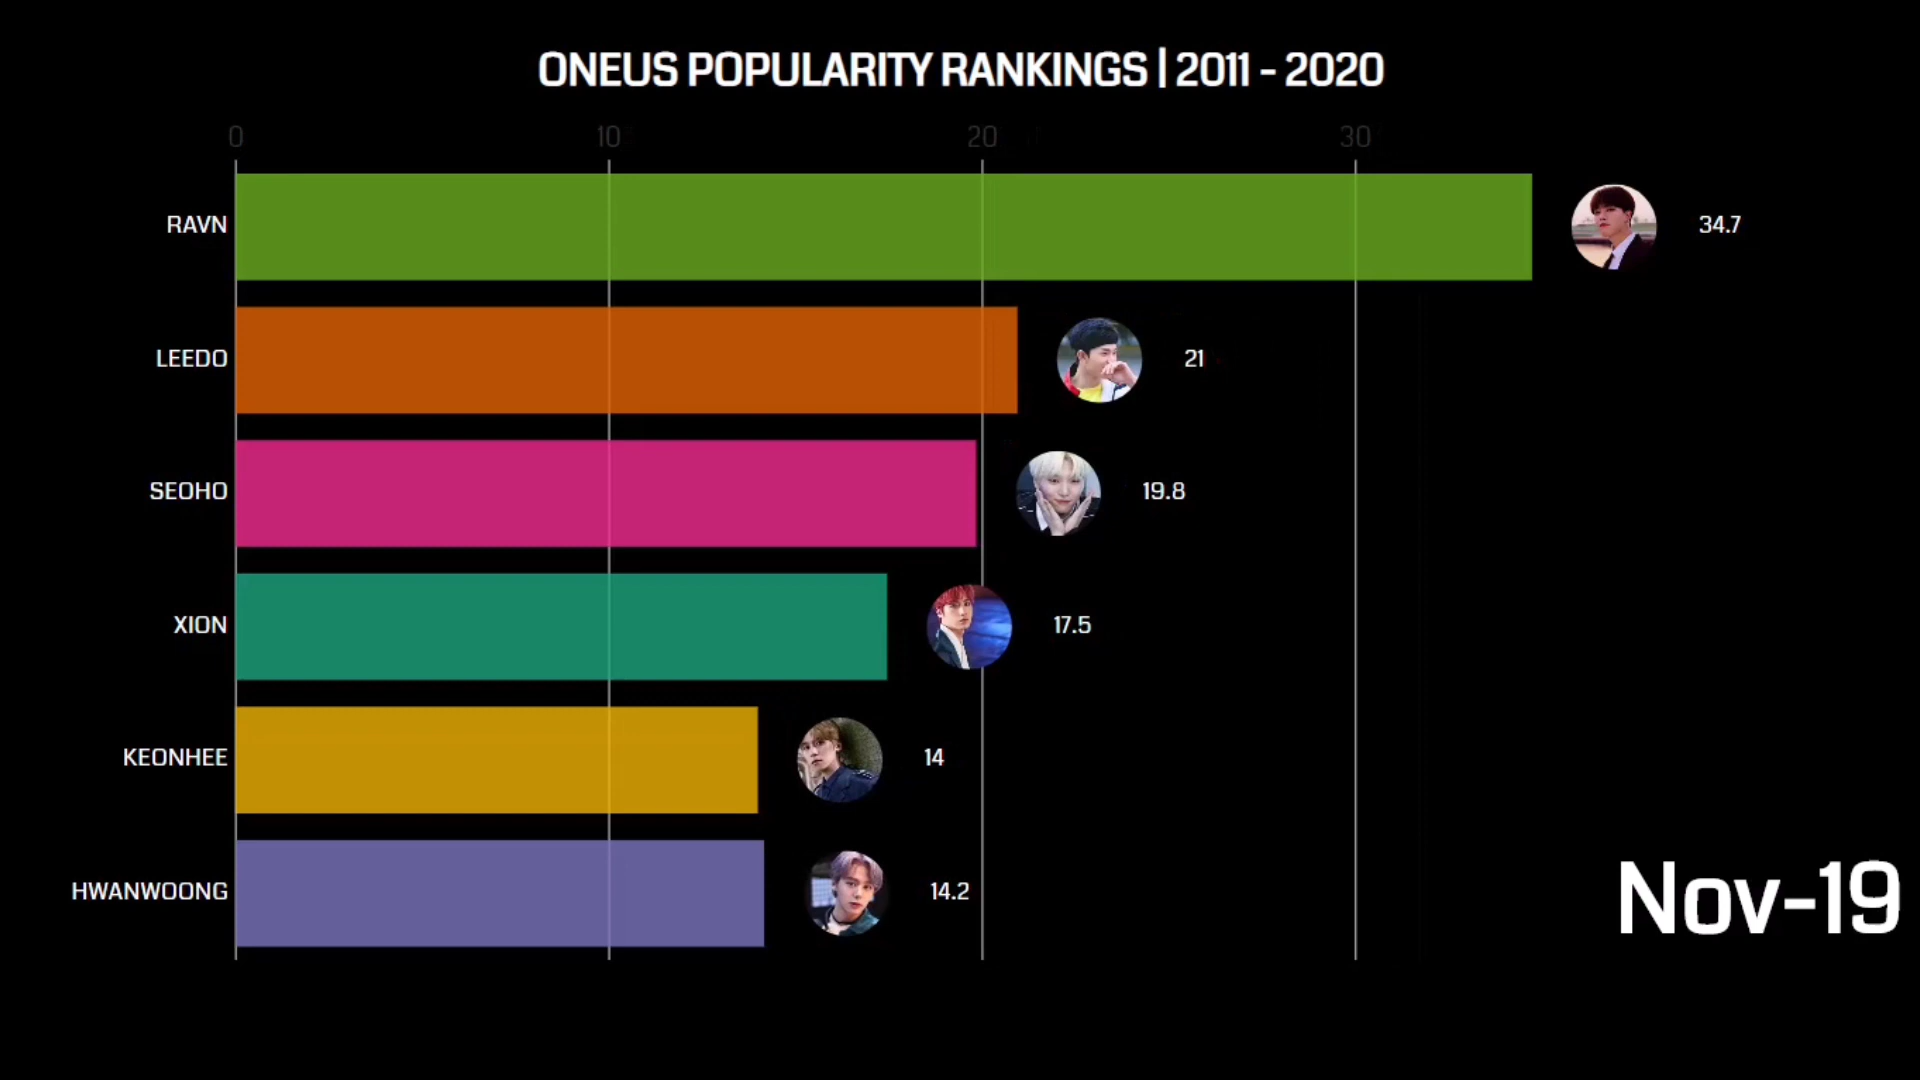 ONEUS POPULARITY RANKINGS | 2011 - 2020
0 10 20 30
RAVN 34.7
LEEDO 21
SEOHO 19.8
XION 17.5
KEONHEE 14
HWANWOONG 14.2
Nov-19